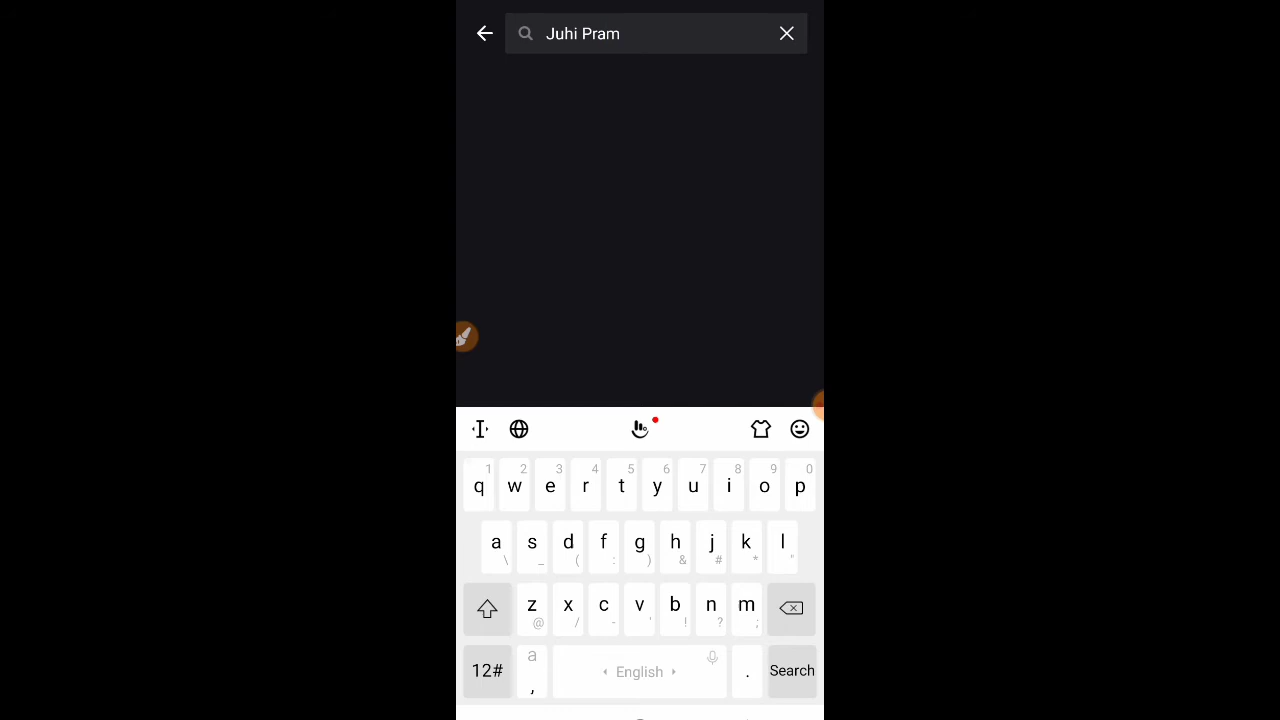 Juhi Pram
1 2 3 4 5 6 7 8 9 0
q w e r t y u i o p
a s d f g h j k l
\ _ ( : ) & # * "
z x c v b n m
@ / - ' ! ? ;
12# a , English . Search